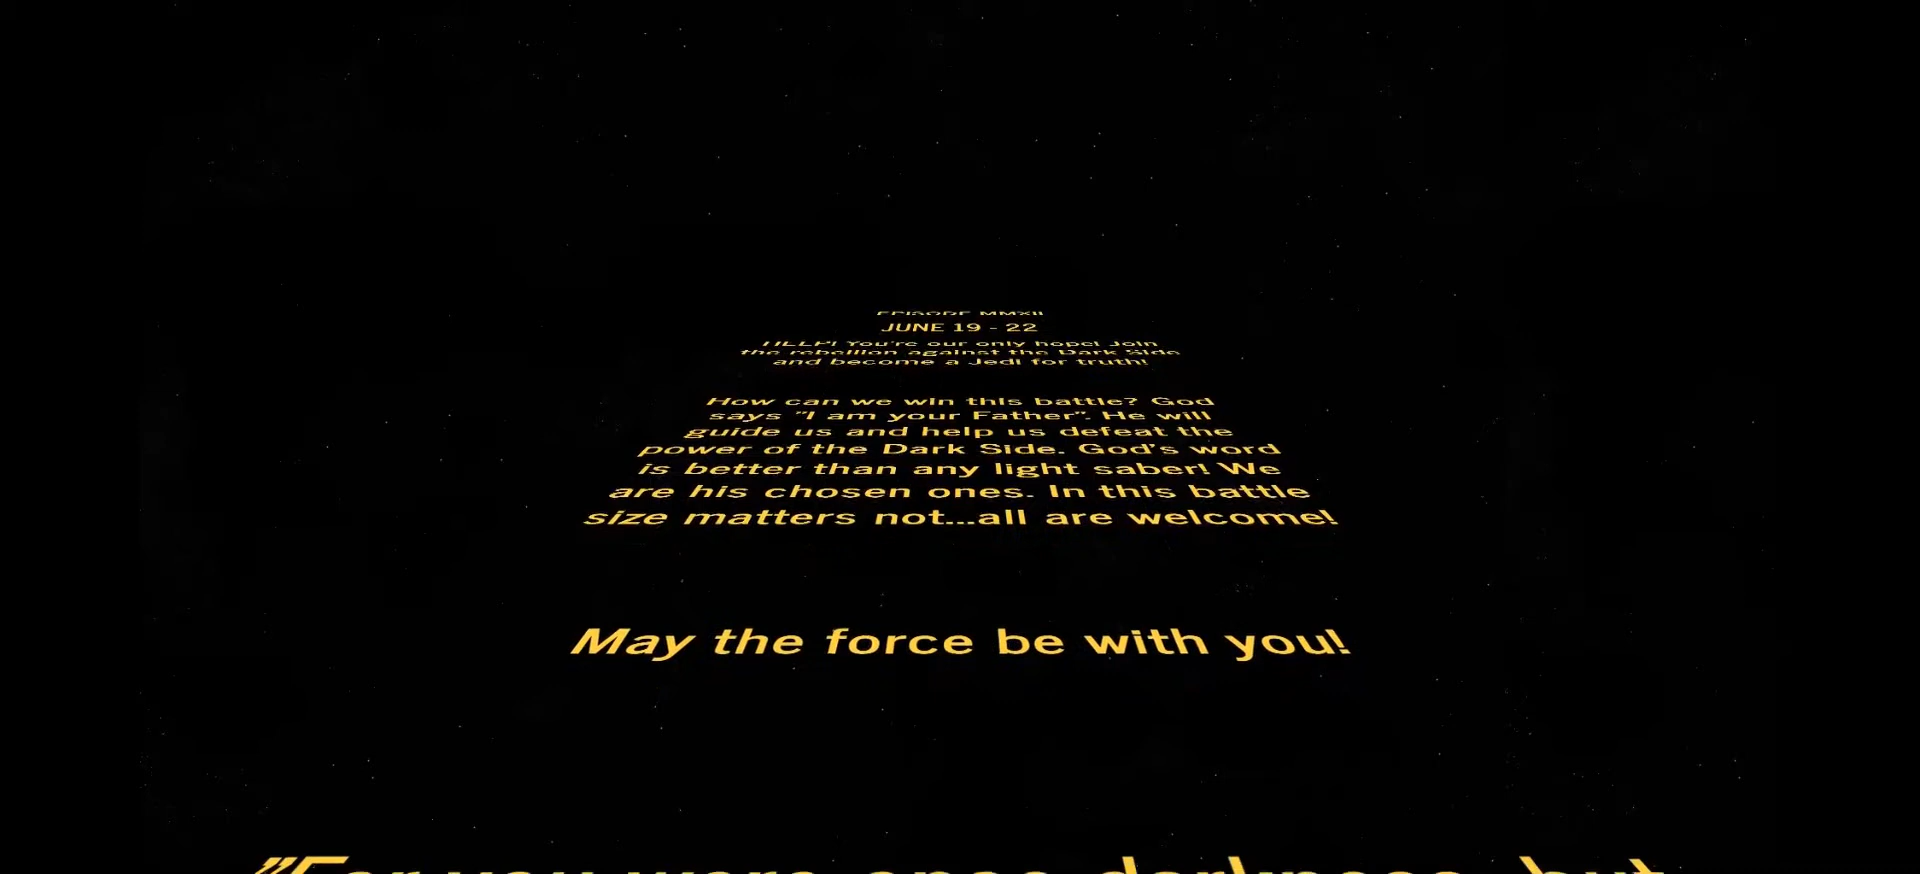 EPISODE MMXII
JUNE 19 - 22
HELP! You're our only hope! Join
the rebellion against the Dark Side
and become a Jedi for truth!
How can we win this battle? God
says "I am your Father". He will
guide us and help us defeat the
power of the Dark Side. God's word
is better than any light saber! We
are his chosen ones. In this battle
size matters not...all are welcome!
May the force be with you!
"For you were once darkness, but